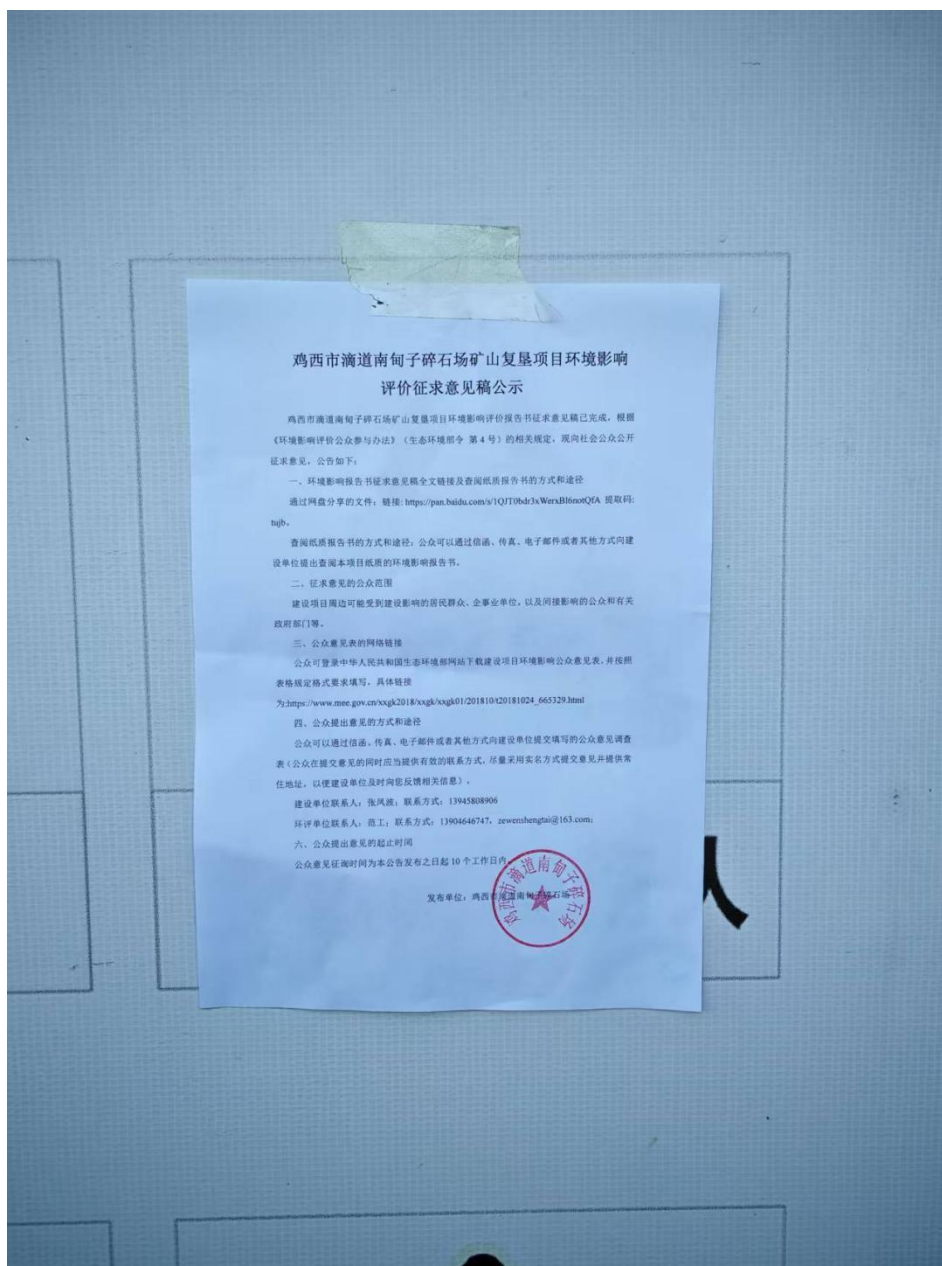 鸡西市滴道南甸子碎石场矿山复垦项目环境影响
评价征求意见稿公示
鸡西市滴道南甸子碎石场矿山复垦项目环境影响评价报告书征求意见稿已完成，根据
《环境影响评价公众参与办法》（生态环境部令 第4号）的相关规定，现向社会公众公开
征求意见，公告如下：
一、环境影响报告书征求意见稿全文链接及查阅纸质报告书的方式和途径
通过网盘分享的文件：链接: https://pan.baidu.com/s/1QJT0bdr3xWerxBI6notQfA 提取码:
tujb。
查阅纸质报告书的方式和途径：公众可以通过信函、传真、电子邮件或者其他方式向建
设单位提出查阅本项目纸质的环境影响报告书。
二、征求意见的公众范围
建设项目周边可能受到建设影响的居民群众、企事业单位，以及间接影响的公众和有关
政府部门等。
三、公众意见表的网络链接
公众可登录中华人民共和国生态环境部网站下载建设项目环境影响公众意见表，并按照
表格规定格式要求填写，具体链接
为:https://www.mee.gov.cn/xxgk2018/xxgk/xxgk01/201810/t20181024_665329.html
四、公众提出意见的方式和途径
公众可以通过信函、传真、电子邮件或者其他方式向建设单位提交填写的公众意见调查
表（公众在提交意见的同时应当提供有效的联系方式，尽量采用实名方式提交意见并提供常
住地址，以便建设单位及时向您反馈相关信息）。
建设单位联系人：张凤波；联系方式：13945808906
环评单位联系人：范工；联系方式：13904646747，zewenshengtai@163.com；
六、公众提出意见的起止时间
公众意见征询时间为本公告发布之日起 10 个工作日内。
发布单位：鸡西市滴道南甸子碎石场
鸡西市滴道南甸子碎石场
人